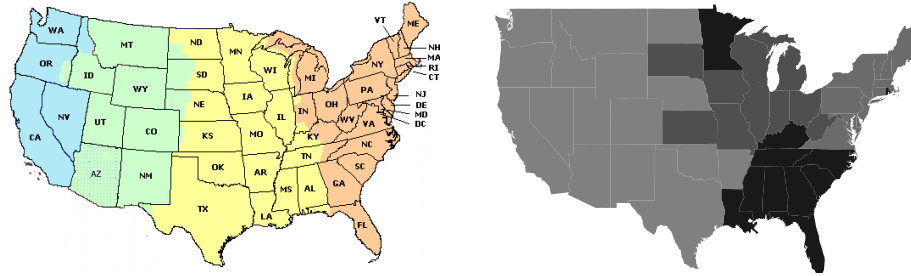 WA
MT
ND
MN
VT
ME
OR
ID
SD
WI
MI
NY
NH
MA
RI
CT
WY
NE
IA
PA
NJ
NV
UT
CO
IL
IN
OH
WV
VA
DE
MD
DC
CA
KS
MO
KY
NC
AZ
NM
OK
AR
TN
SC
TX
LA
MS
AL
GA
FL